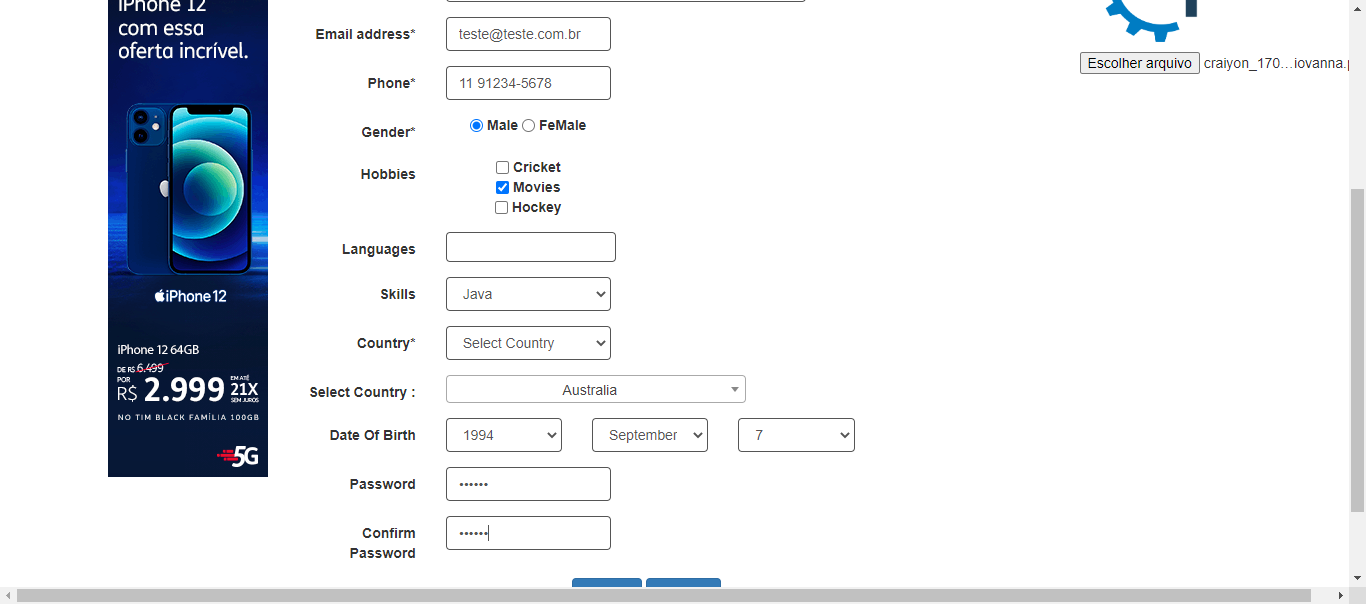 iPhone 12
com essa
oferta incrível.
iPhone 12
iPhone 12 64GB
DE R$ 6.499
POR R$ 2.999 EM ATÉ 21X SEM JUROS
NO TIM BLACK FAMÍLIA 100GB
5G
Email address* teste@teste.com.br
Phone* 11 91234-5678
Gender* Male FeMale
Hobbies Cricket
Movies
Hockey
Languages
Skills Java
Country* Select Country
Select Country : Australia
Date Of Birth 1994 September 7
Password ••••••
Confirm ••••••
Password
Escolher arquivo craiyon_170…iovanna.